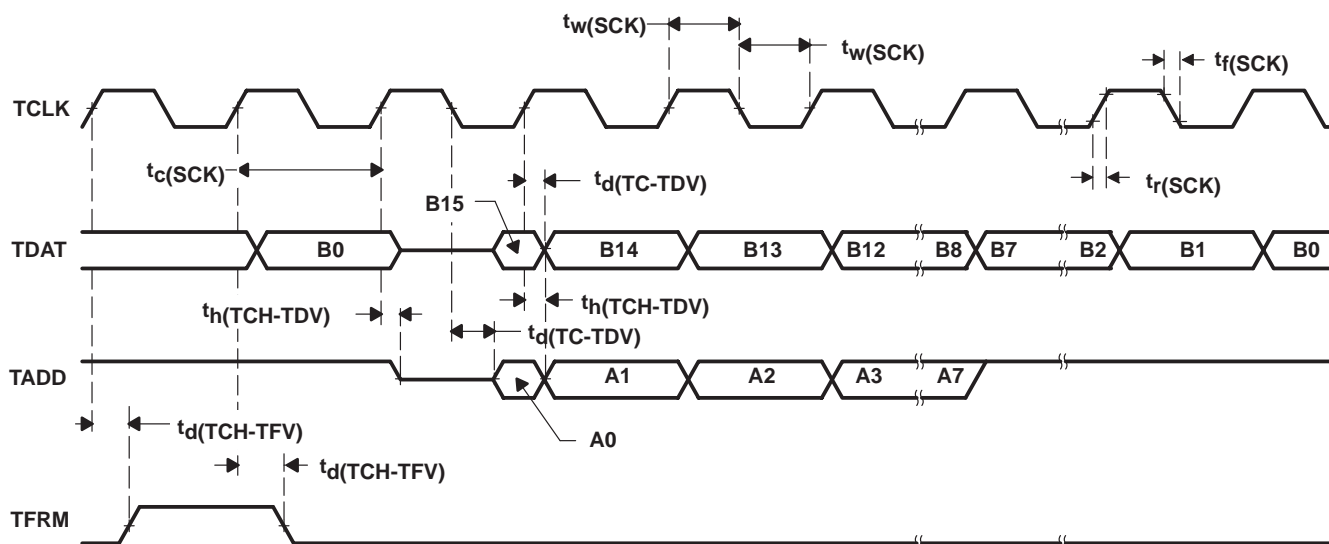 tw(SCK)
tw(SCK)
tf(SCK)
TCLK
tc(SCK)
td(TC-TDV)
tr(SCK)
B15
TDAT
B0
B14
B13
B12
B8
B7
B2
B1
B0
th(TCH-TDV)
th(TCH-TDV)
td(TC-TDV)
TADD
A1
A2
A3
A7
td(TCH-TFV)
A0
td(TCH-TFV)
TFRM